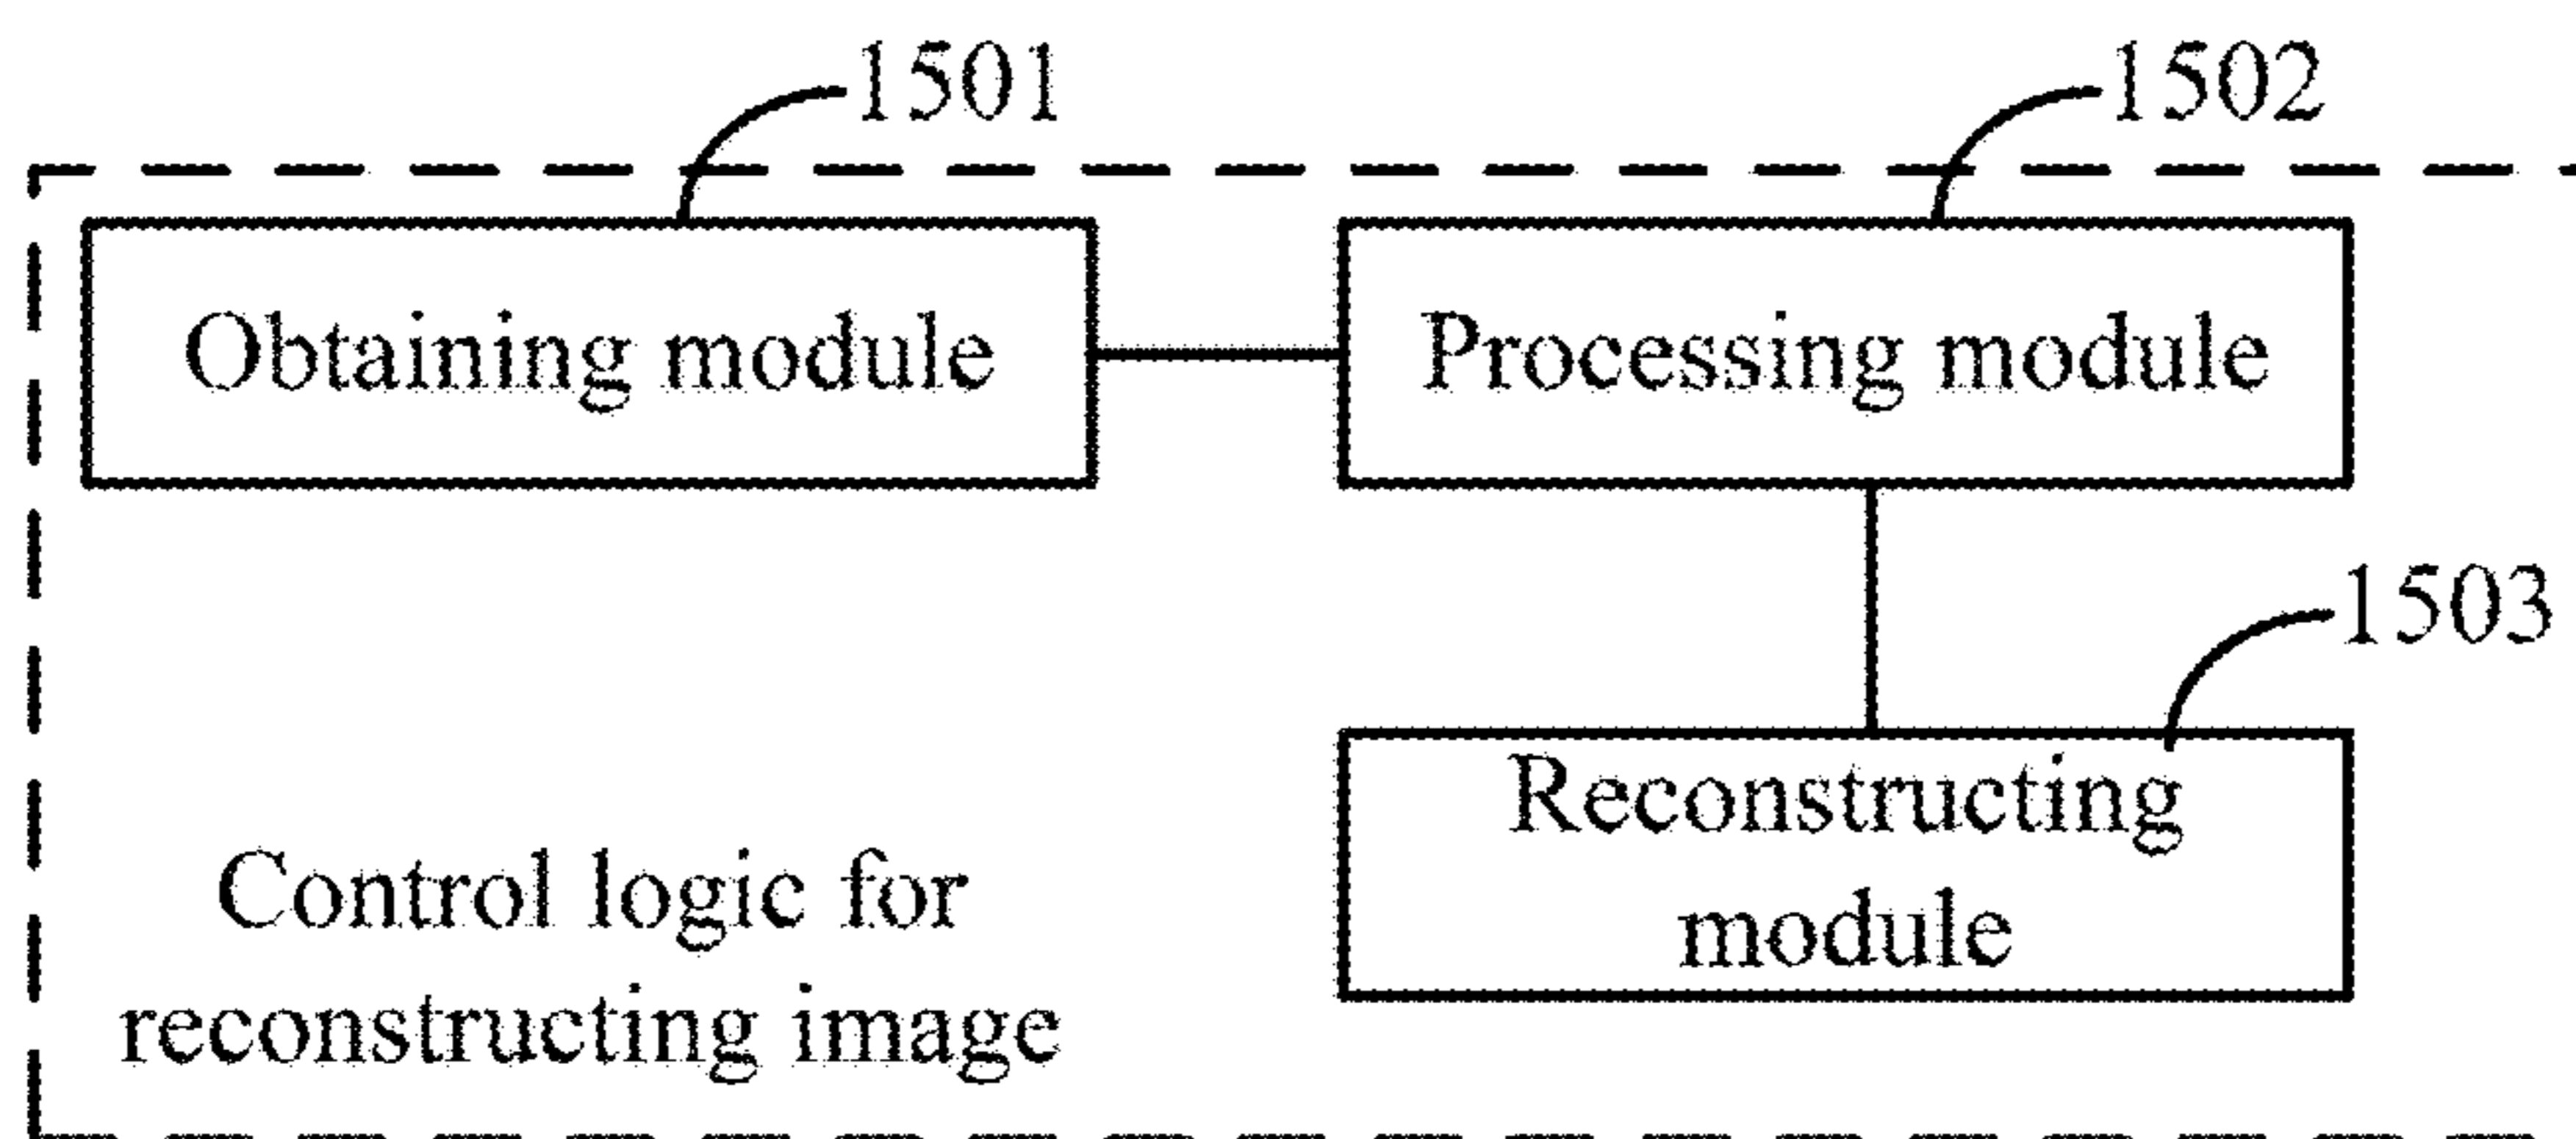 1501
1502
Obtaining module
Processing module
1503
Reconstructing
module
Control logic for
reconstructing image